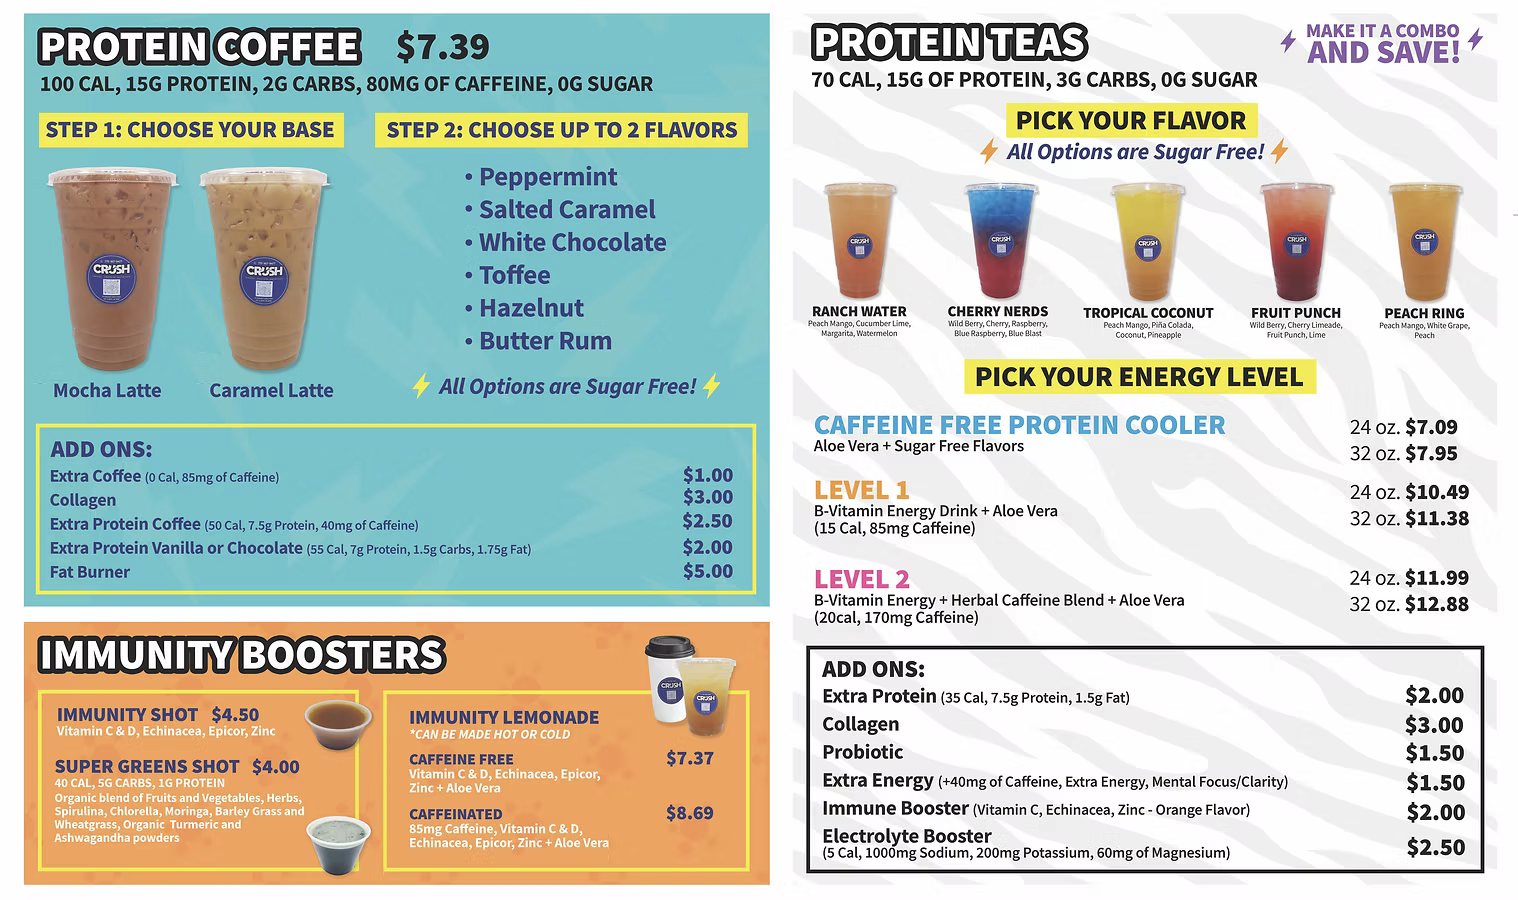 PROTEIN COFFEE $7.39
100 CAL, 15G PROTEIN, 2G CARBS, 80MG OF CAFFEINE, 0G SUGAR
STEP 1: CHOOSE YOUR BASE
CRUSH
CRUSH
Mocha Latte
Caramel Latte
STEP 2: CHOOSE UP TO 2 FLAVORS
• Peppermint
• Salted Caramel
• White Chocolate
• Toffee
• Hazelnut
• Butter Rum
All Options are Sugar Free!
ADD ONS:
Extra Coffee (0 Cal, 85mg of Caffeine) $1.00
Collagen $3.00
Extra Protein Coffee (50 Cal, 7.5g Protein, 40mg of Caffeine) $2.50
Extra Protein Vanilla or Chocolate (55 Cal, 7g Protein, 1.5g Carbs, 1.75g Fat) $2.00
Fat Burner $5.00
IMMUNITY BOOSTERS
IMMUNITY SHOT $4.50
Vitamin C & D, Echinacea, Epicor, Zinc
SUPER GREENS SHOT $4.00
40 CAL, 5G CARBS, 1G PROTEIN
Organic blend of Fruits and Vegetables, Herbs,
Spirulina, Chlorella, Moringa, Barley Grass and
Wheatgrass, Organic Turmeric and
Ashwagandha powders
CRUSH
CRUSH
IMMUNITY LEMONADE
*CAN BE MADE HOT OR COLD
CAFFEINE FREE $7.37
Vitamin C & D, Echinacea, Epicor,
Zinc + Aloe Vera
CAFFEINATED $8.69
85mg Caffeine, Vitamin C & D,
Echinacea, Epicor, Zinc + Aloe Vera
PROTEIN TEAS
70 CAL, 15G OF PROTEIN, 3G CARBS, 0G SUGAR
MAKE IT A COMBO
AND SAVE!
PICK YOUR FLAVOR
All Options are Sugar Free!
CRUSH
CRUSH
CRUSH
CRUSH
CRUSH
RANCH WATER
Peach Mango, Cucumber Lime,
Margarita, Watermelon
CHERRY NERDS
Wild Berry, Cherry, Raspberry,
Blue Raspberry, Blue Blast
TROPICAL COCONUT
Peach Mango, Piña Colada,
Coconut, Pineapple
FRUIT PUNCH
Wild Berry, Cherry Limeade,
Fruit Punch, Lime
PEACH RING
Peach Mango, White Grape,
Peach
PICK YOUR ENERGY LEVEL
CAFFEINE FREE PROTEIN COOLER
Aloe Vera + Sugar Free Flavors
24 oz. $7.09
32 oz. $7.95
LEVEL 1
B-Vitamin Energy Drink + Aloe Vera
(15 Cal, 85mg Caffeine)
24 oz. $10.49
32 oz. $11.38
LEVEL 2
B-Vitamin Energy + Herbal Caffeine Blend + Aloe Vera
(20cal, 170mg Caffeine)
24 oz. $11.99
32 oz. $12.88
ADD ONS:
Extra Protein (35 Cal, 7.5g Protein, 1.5g Fat) $2.00
Collagen $3.00
Probiotic $1.50
Extra Energy (+40mg of Caffeine, Extra Energy, Mental Focus/Clarity) $1.50
Immune Booster (Vitamin C, Echinacea, Zinc - Orange Flavor) $2.00
Electrolyte Booster
(5 Cal, 1000mg Sodium, 200mg Potassium, 60mg of Magnesium) $2.50